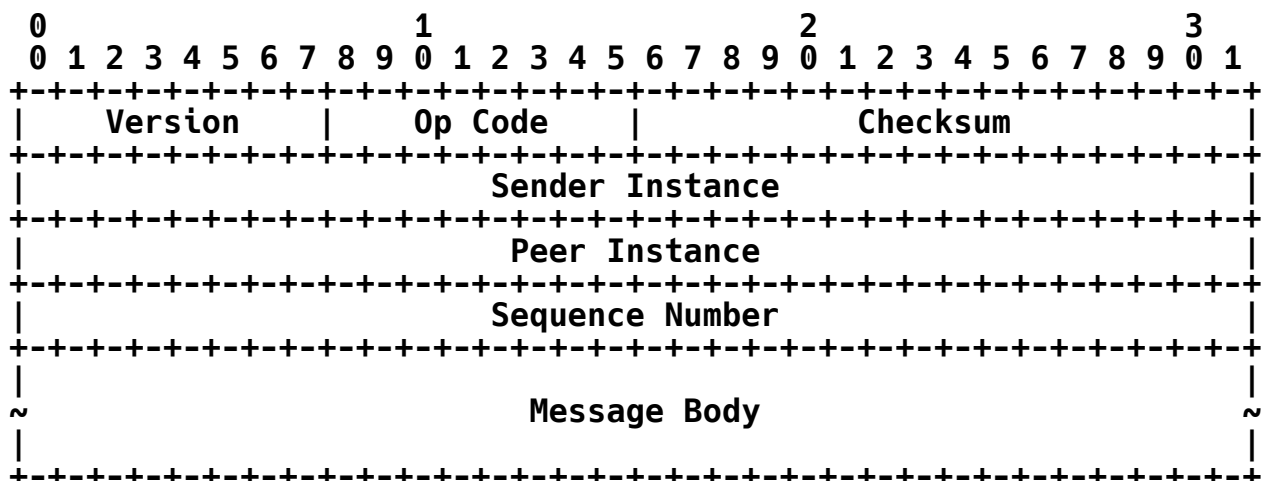 0                   1                   2                   3
 0 1 2 3 4 5 6 7 8 9 0 1 2 3 4 5 6 7 8 9 0 1 2 3 4 5 6 7 8 9 0 1
+-+-+-+-+-+-+-+-+-+-+-+-+-+-+-+-+-+-+-+-+-+-+-+-+-+-+-+-+-+-+-+-+
|    Version    |    Op Code    |           Checksum            |
+-+-+-+-+-+-+-+-+-+-+-+-+-+-+-+-+-+-+-+-+-+-+-+-+-+-+-+-+-+-+-+-+
|                        Sender Instance                        |
+-+-+-+-+-+-+-+-+-+-+-+-+-+-+-+-+-+-+-+-+-+-+-+-+-+-+-+-+-+-+-+-+
|                         Peer Instance                         |
+-+-+-+-+-+-+-+-+-+-+-+-+-+-+-+-+-+-+-+-+-+-+-+-+-+-+-+-+-+-+-+-+
|                        Sequence Number                        |
+-+-+-+-+-+-+-+-+-+-+-+-+-+-+-+-+-+-+-+-+-+-+-+-+-+-+-+-+-+-+-+-+
|                                                               |
~                          Message Body                         ~
|                                                               |
+-+-+-+-+-+-+-+-+-+-+-+-+-+-+-+-+-+-+-+-+-+-+-+-+-+-+-+-+-+-+-+-+